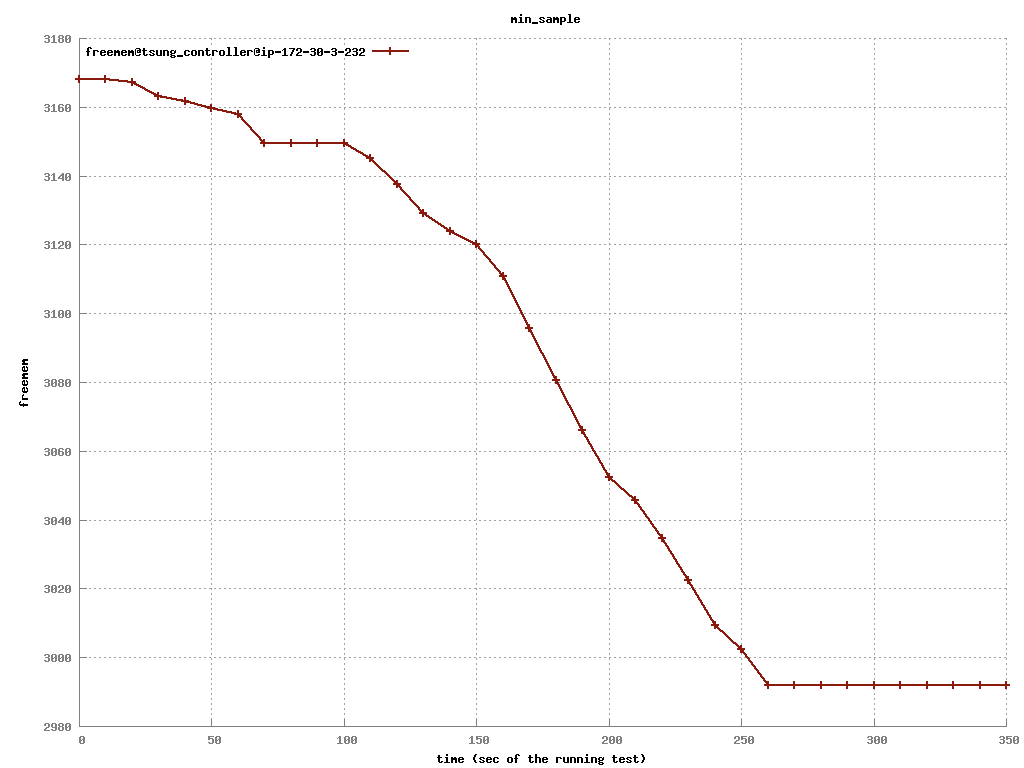 min_sample
freemem@tsung_controller@ip-172-30-3-232
3180
3160
3140
3120
3100
3080
3060
3040
3020
3000
2980
freemem
0 50 100 150 200 250 300 350
time (sec of the running test)